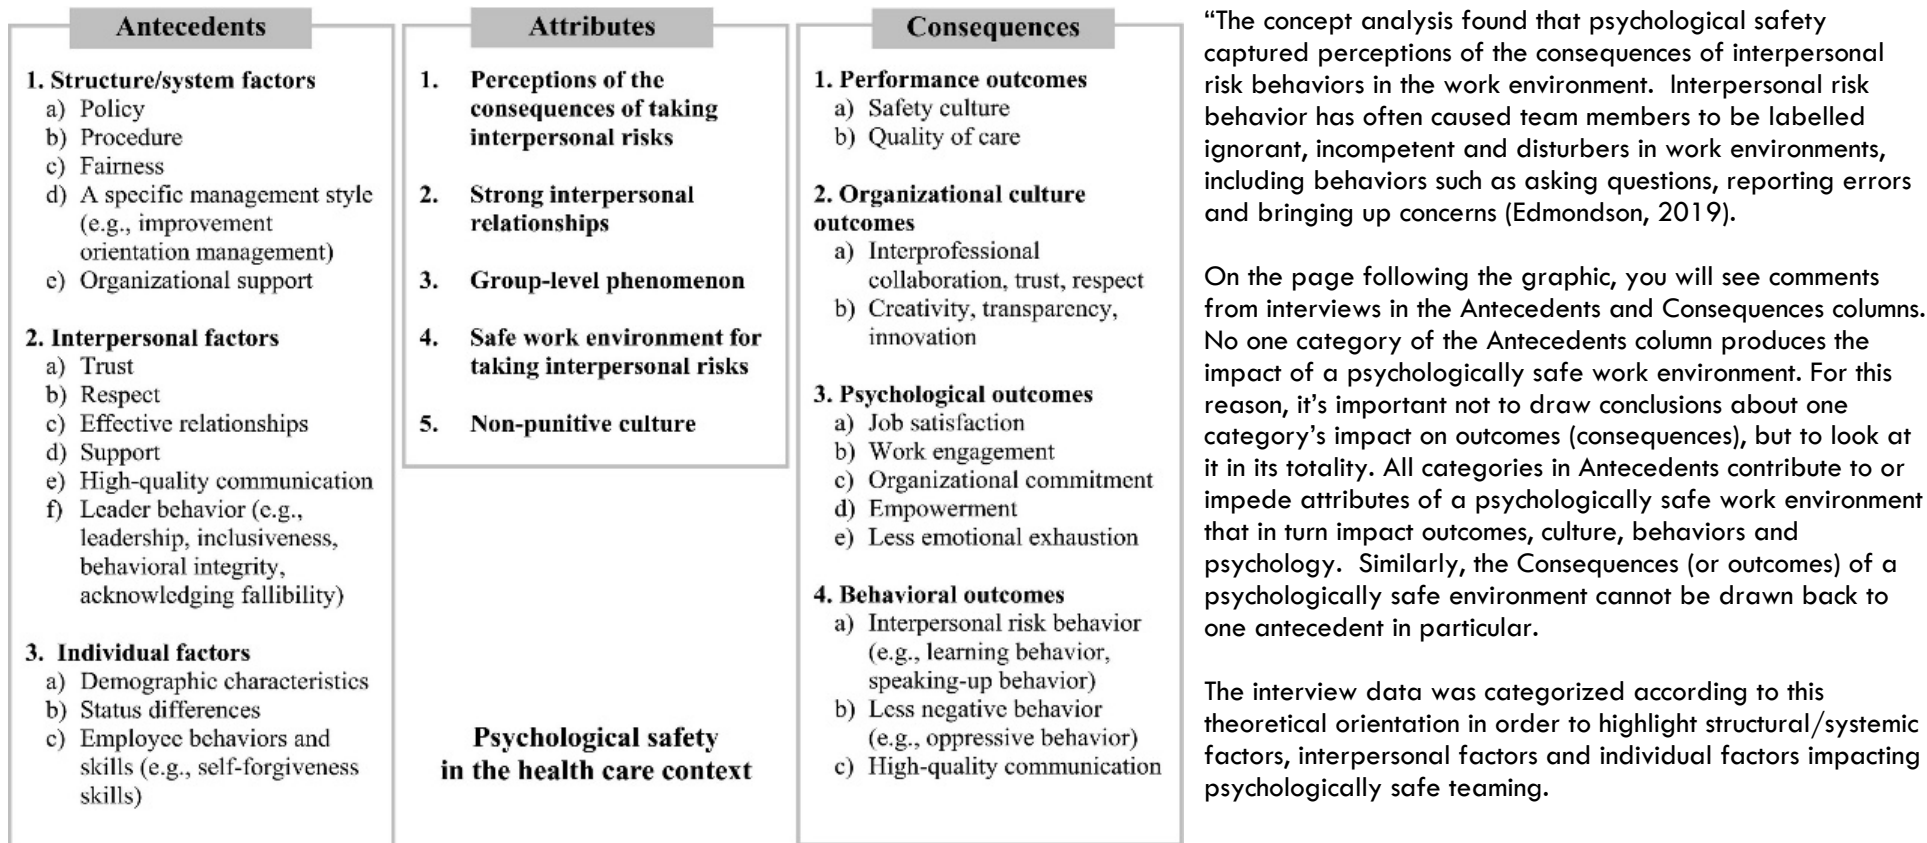 Antecedents
1. Structure/system factors
a) Policy
b) Procedure
c) Fairness
d) A specific management style
(e.g., improvement
orientation management)
e) Organizational support
2. Interpersonal factors
a) Trust
b) Respect
c) Effective relationships
d) Support
e) High-quality communication
f) Leader behavior (e.g.,
leadership, inclusiveness,
behavioral integrity,
acknowledging fallibility)
3. Individual factors
a) Demographic characteristics
b) Status differences
c) Employee behaviors and
skills (e.g., self-forgiveness
skills)
Attributes
1. Perceptions of the
consequences of taking
interpersonal risks
2. Strong interpersonal
relationships
3. Group-level phenomenon
4. Safe work environment for
taking interpersonal risks
5. Non-punitive culture
Psychological safety
in the health care context
Consequences
1. Performance outcomes
a) Safety culture
b) Quality of care
2. Organizational culture
outcomes
a) Interprofessional
collaboration, trust, respect
b) Creativity, transparency,
innovation
3. Psychological outcomes
a) Job satisfaction
b) Work engagement
c) Organizational commitment
d) Empowerment
e) Less emotional exhaustion
4. Behavioral outcomes
a) Interpersonal risk behavior
(e.g., learning behavior,
speaking-up behavior)
b) Less negative behavior
(e.g., oppressive behavior)
c) High-quality communication
“The concept analysis found that psychological safety
captured perceptions of the consequences of interpersonal
risk behaviors in the work environment. Interpersonal risk
behavior has often caused team members to be labelled
ignorant, incompetent and disturbers in work environments,
including behaviors such as asking questions, reporting errors
and bringing up concerns (Edmondson, 2019).
On the page following the graphic, you will see comments
from interviews in the Antecedents and Consequences columns.
No one category of the Antecedents column produces the
impact of a psychologically safe work environment. For this
reason, it’s important not to draw conclusions about one
category’s impact on outcomes (consequences), but to look at
it in its totality. All categories in Antecedents contribute to or
impede attributes of a psychologically safe work environment
that in turn impact outcomes, culture, behaviors and
psychology. Similarly, the Consequences (or outcomes) of a
psychologically safe environment cannot be drawn back to
one antecedent in particular.
The interview data was categorized according to this
theoretical orientation in order to highlight structural/systemic
factors, interpersonal factors and individual factors impacting
psychologically safe teaming.